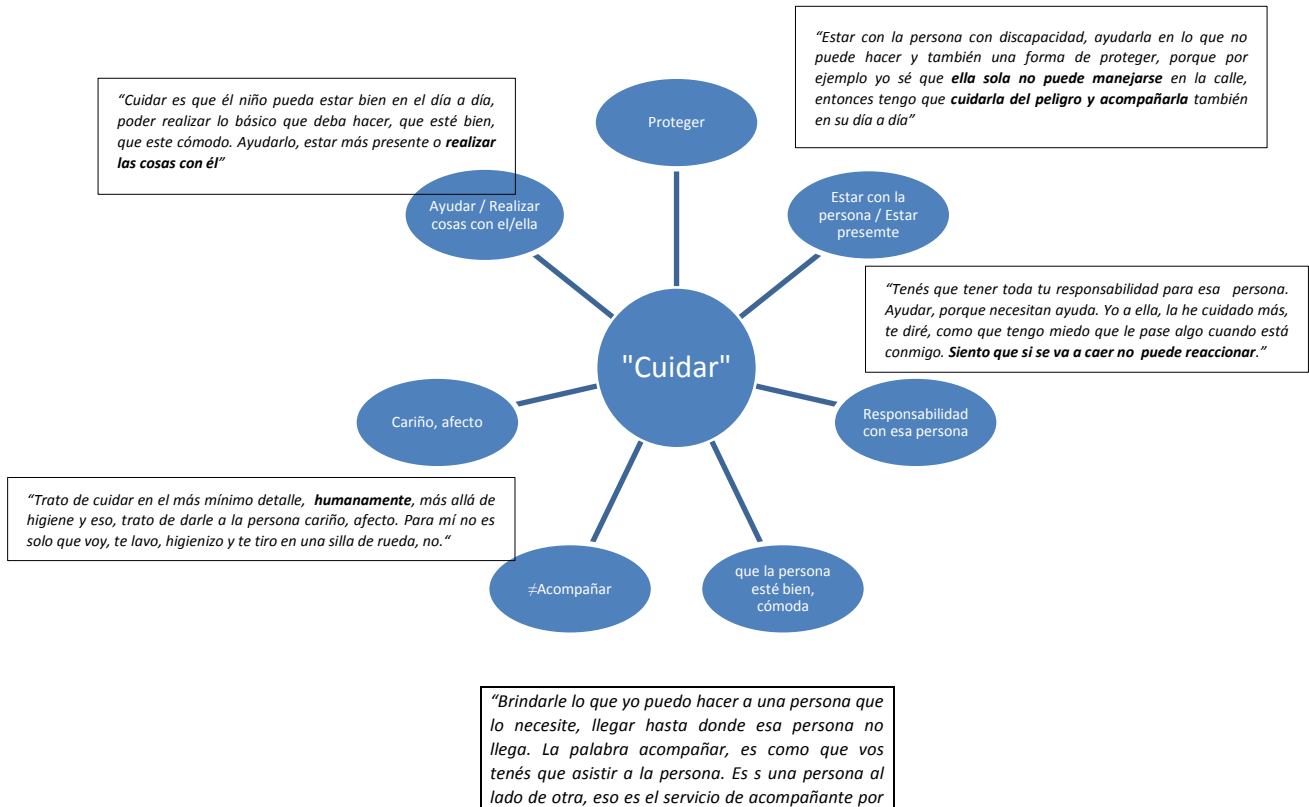 “Estar con la persona con discapacidad, ayudarla en lo que no
puede hacer y también una forma de proteger, porque por
ejemplo yo sé que ella sola no puede manejarse en la calle,
entonces tengo que cuidarla del peligro y acompañarla también
en su día a día”
“Cuidar es que él niño pueda estar bien en el día a día,
poder realizar lo básico que deba hacer, que esté bien,
que este cómodo. Ayudarlo, estar más presente o realizar
las cosas con él”
Proteger
Ayudar / Realizar
cosas con el/ella
Estar con la
persona / Estar
presemte
“Tenés que tener toda tu responsabilidad para esa persona.
Ayudar, porque necesitan ayuda. Yo a ella, la he cuidado más,
te diré, como que tengo miedo que le pase algo cuando está
conmigo. Siento que si se va a caer no puede reaccionar.”
"Cuidar"
Cariño, afecto
Responsabilidad
con esa persona
“Trato de cuidar en el más mínimo detalle, humanamente, más allá de
higiene y eso, trato de darle a la persona cariño, afecto. Para mí no es
solo que voy, te lavo, higienizo y te tiro en una silla de rueda, no.“
≠Acompañar
que la persona
esté bien,
cómoda
“Brindarle lo que yo puedo hacer a una persona que
lo necesite, llegar hasta donde esa persona no
llega. La palabra acompañar, es como que vos
tenés que asistir a la persona. Es s una persona al
lado de otra, eso es el servicio de acompañante por